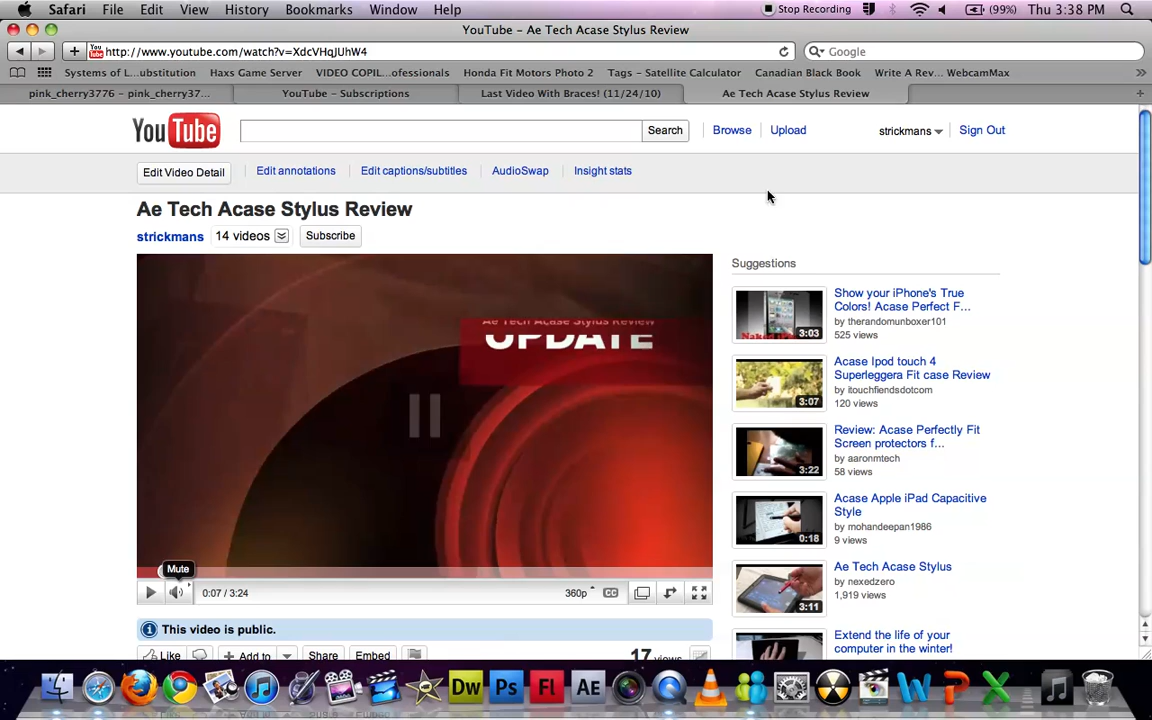 Safari File Edit View History Bookmarks Window Help Stop Recording (99%) Thu 3:38 PM
YouTube – Ae Tech Acase Stylus Review
http://www.youtube.com/watch?v=XdcVHqJUhW4 Google
Systems of L...ubstitution Haxs Game Server VIDEO COPIL...ofessionals Honda Fit Motors Photo 2 Tags – Satellite Calculator Canadian Black Book Write A Rev... WebcamMax
pink_cherry3776 – pink_cherry37... YouTube – Subscriptions Last Video With Braces! (11/24/10) Ae Tech Acase Stylus Review
YouTube Search Browse Upload strickmans Sign Out
Edit Video Detail Edit annotations Edit captions/subtitles AudioSwap Insight stats
Ae Tech Acase Stylus Review
strickmans 14 videos Subscribe
Suggestions
Show your iPhone's True
Colors! Acase Perfect F...
by therandomunboxer101
525 views
3:03
Ae Tech Acase Stylus Review
UPDATE
Acase Ipod touch 4
Superleggera Fit case Review
by itouchfiendsdotcom
120 views
3:07
Review: Acase Perfectly Fit
Screen protectors f...
by aaronmtech
58 views
3:22
Acase Apple iPad Capacitive
Style
by mohandeepan1986
9 views
0:18
Ae Tech Acase Stylus
by nexedzero
1,919 views
3:11
Mute
0:07 / 3:24 360p CC
This video is public.
Extend the life of your
computer in the winter!
Like Add to Share Embed 17 views
Dw Ps Fl AE